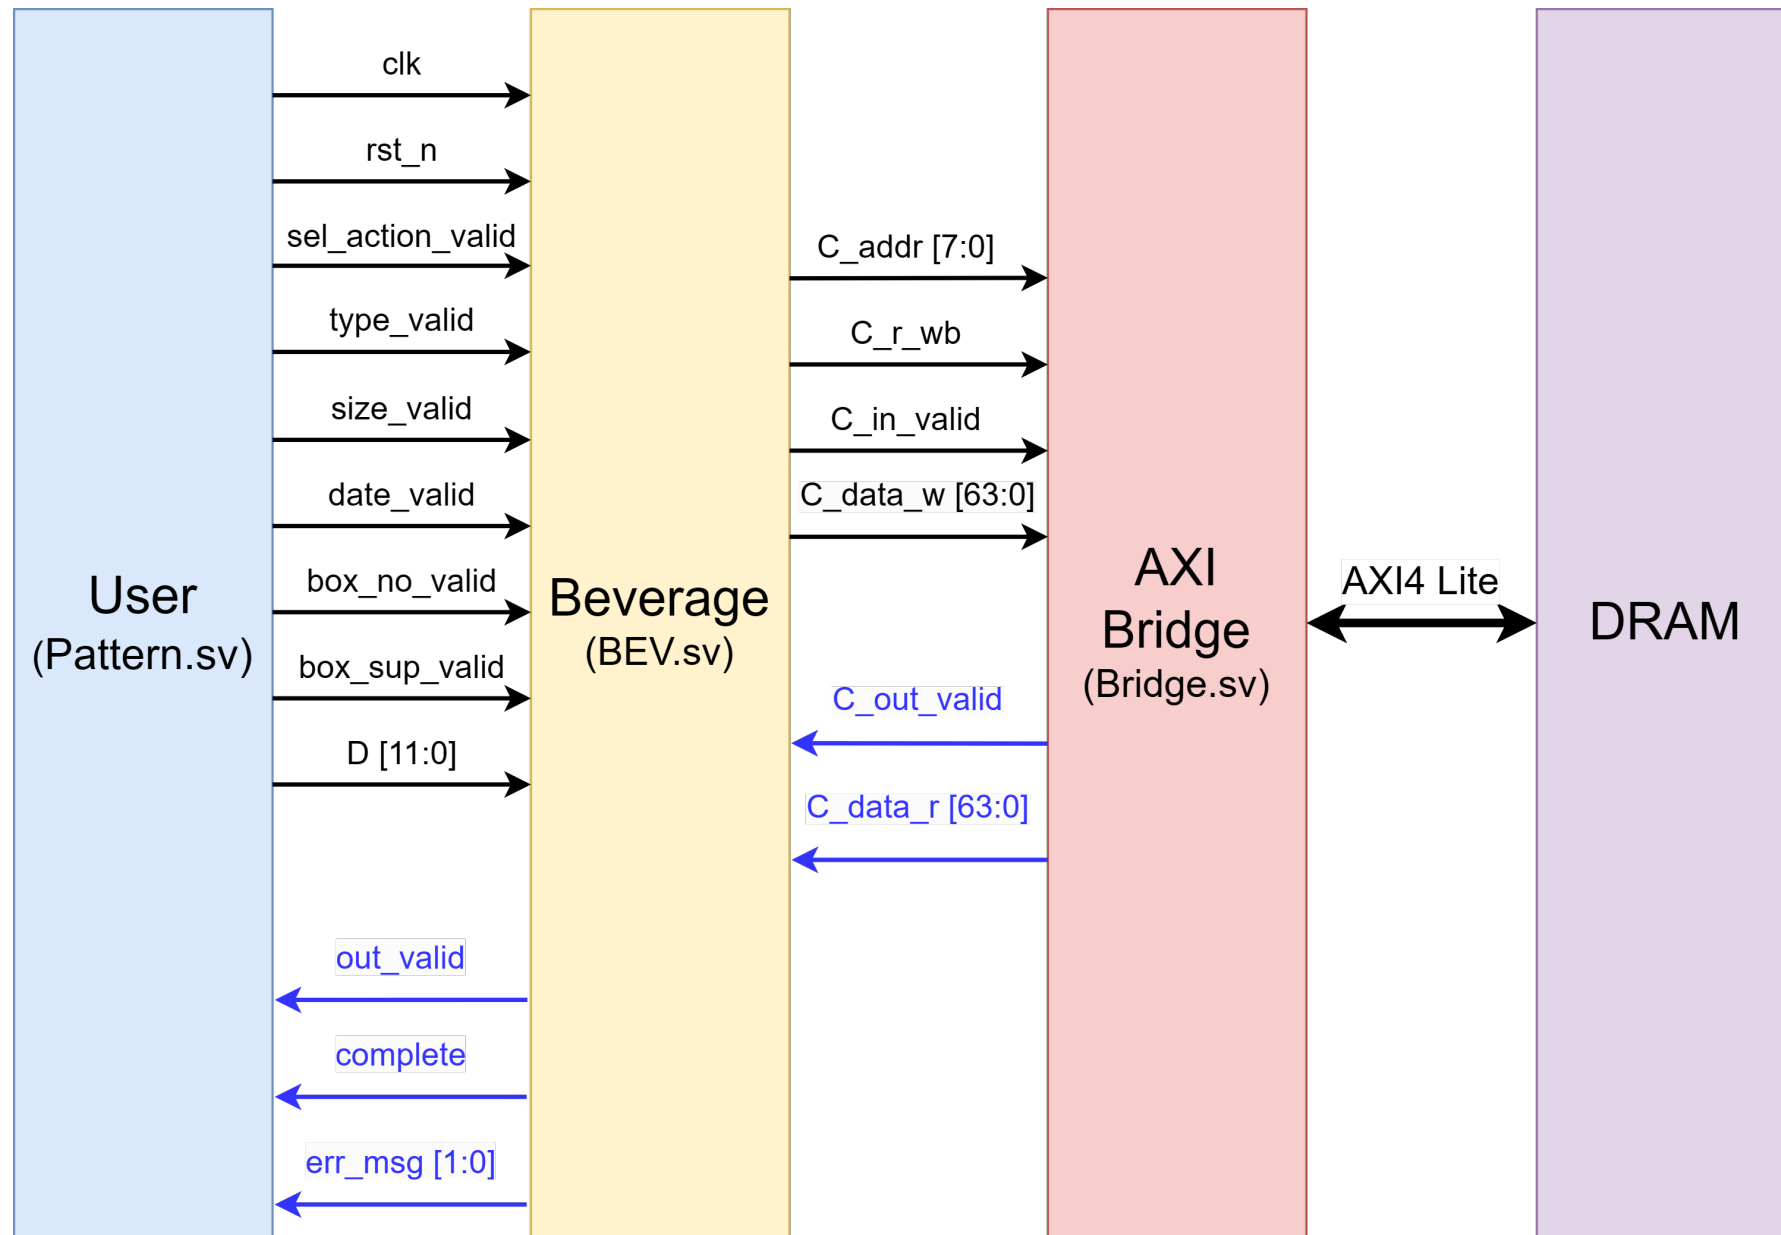 clk
rst_n
sel_action_valid
type_valid
size_valid
date_valid
box_no_valid
box_sup_valid
D [11:0]
out_valid
complete
err_msg [1:0]
User
(Pattern.sv)
Beverage
(BEV.sv)
C_addr [7:0]
C_r_wb
C_in_valid
C_data_w [63:0]
C_out_valid
C_data_r [63:0]
AXI
Bridge
(Bridge.sv)
AXI4 Lite
DRAM